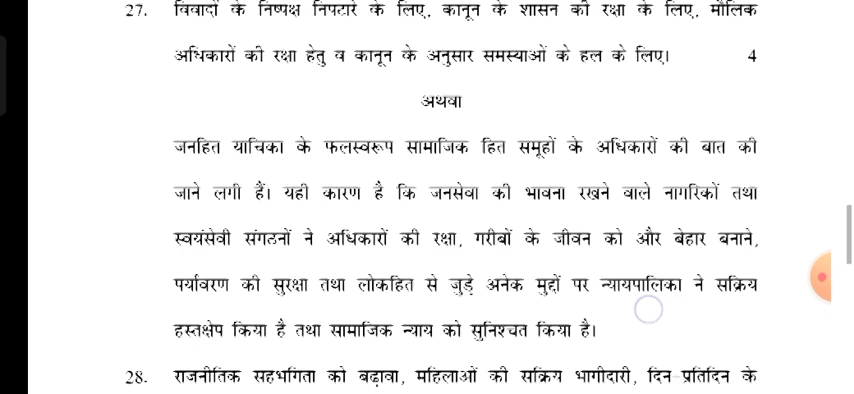 27. विवादों के निष्पक्ष निपटारे के लिए, कानून के शासन की रक्षा के लिए, मौलिक
अधिकारों की रक्षा हेतु व कानून के अनुसार समस्याओं के हल के लिए। 4
अथवा
जनहित याचिका के फलस्वरूप सामाजिक हित समूहों के अधिकारों की बात की
जाने लगी हैं। यही कारण है कि जनसेवा की भावना रखने वाले नागरिकों तथा
स्वयंसेवी संगठनों ने अधिकारों की रक्षा, गरीबों के जीवन को और बेहार बनाने,
पर्यावरण की सुरक्षा तथा लोकहित से जुड़े अनेक मुद्दों पर न्यायपालिका ने सक्रिय
हस्तक्षेप किया है तथा सामाजिक न्याय को सुनिश्चत किया है।
28. राजनीतिक सहभगिता को बढ़ावा, महिलाओं की सक्रिय भागीदारी, दिन-प्रतिदिन के